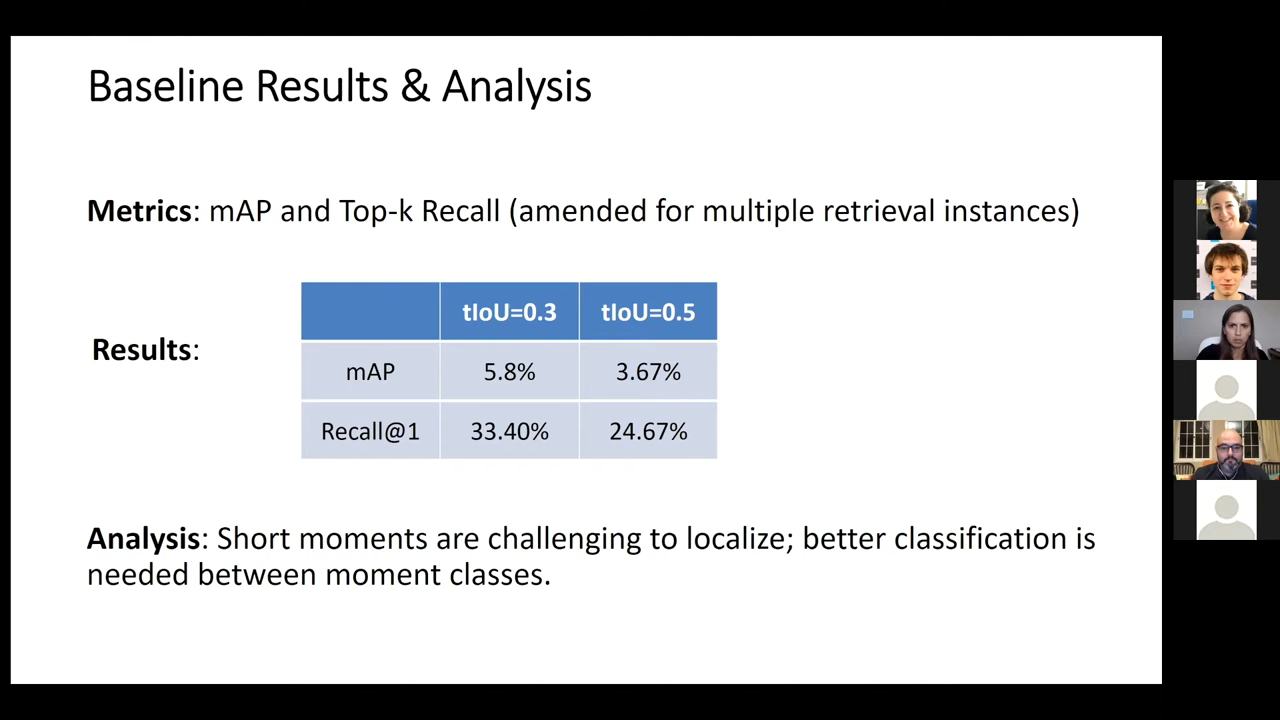 Baseline Results & Analysis
Metrics: mAP and Top-k Recall (amended for multiple retrieval instances)
Results:
tIoU=0.3 tIoU=0.5
mAP 5.8% 3.67%
Recall@1 33.40% 24.67%
Analysis: Short moments are challenging to localize; better classification is
needed between moment classes.